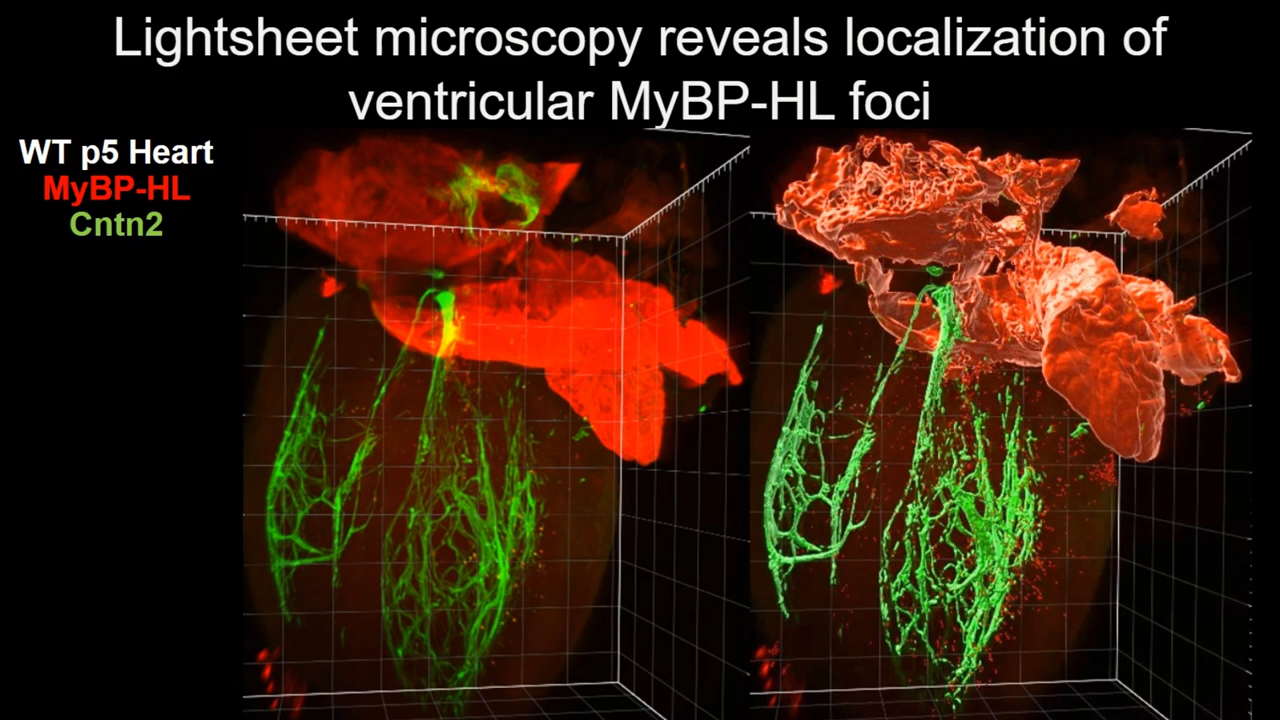 Lightsheet microscopy reveals localization of
ventricular MyBP-HL foci
WT p5 Heart
MyBP-HL
Cntn2